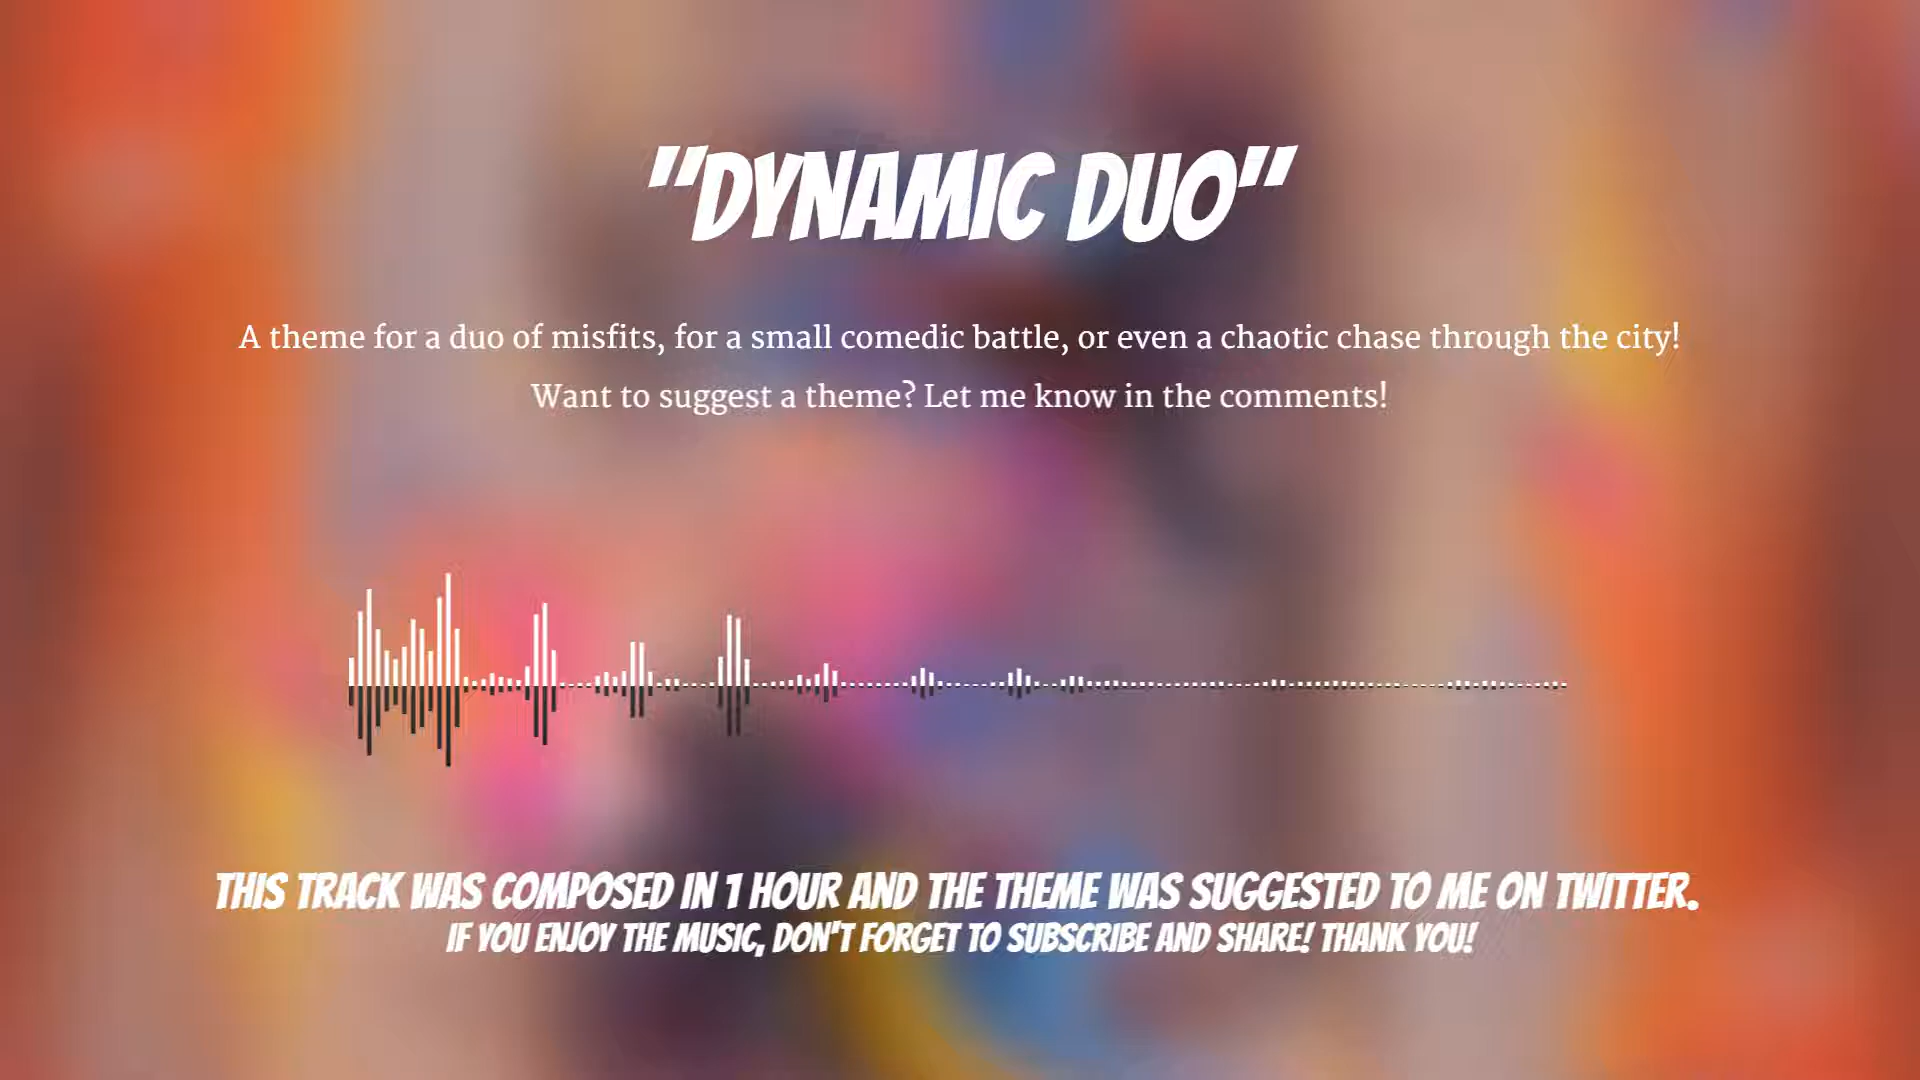 "DYNAMIC DUO"
A theme for a duo of misfits, for a small comedic battle, or even a chaotic chase through the city!
Want to suggest a theme? Let me know in the comments!
THIS TRACK WAS COMPOSED IN 1 HOUR AND THE THEME WAS SUGGESTED TO ME ON TWITTER.
IF YOU ENJOY THE MUSIC, DON'T FORGET TO SUBSCRIBE AND SHARE! THANK YOU!